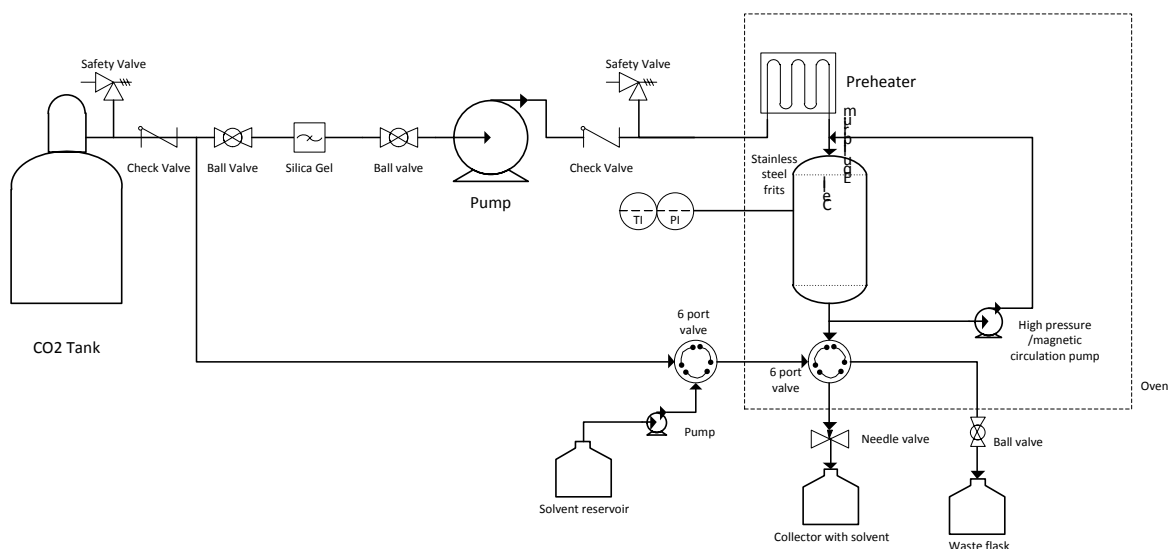 Safety Valve
Safety Valve
Preheater
Check Valve
Ball Valve
Silica Gel
Ball valve
Check Valve
Stainless
steel
frits
Equilibrium
Cell
Pump
TI
PI
CO2 Tank
6 port
valve
6 port
valve
High pressure
/magnetic
circulation pump
Oven
Pump
Needle valve
Ball valve
Solvent reservoir
Collector with solvent
Waste flask